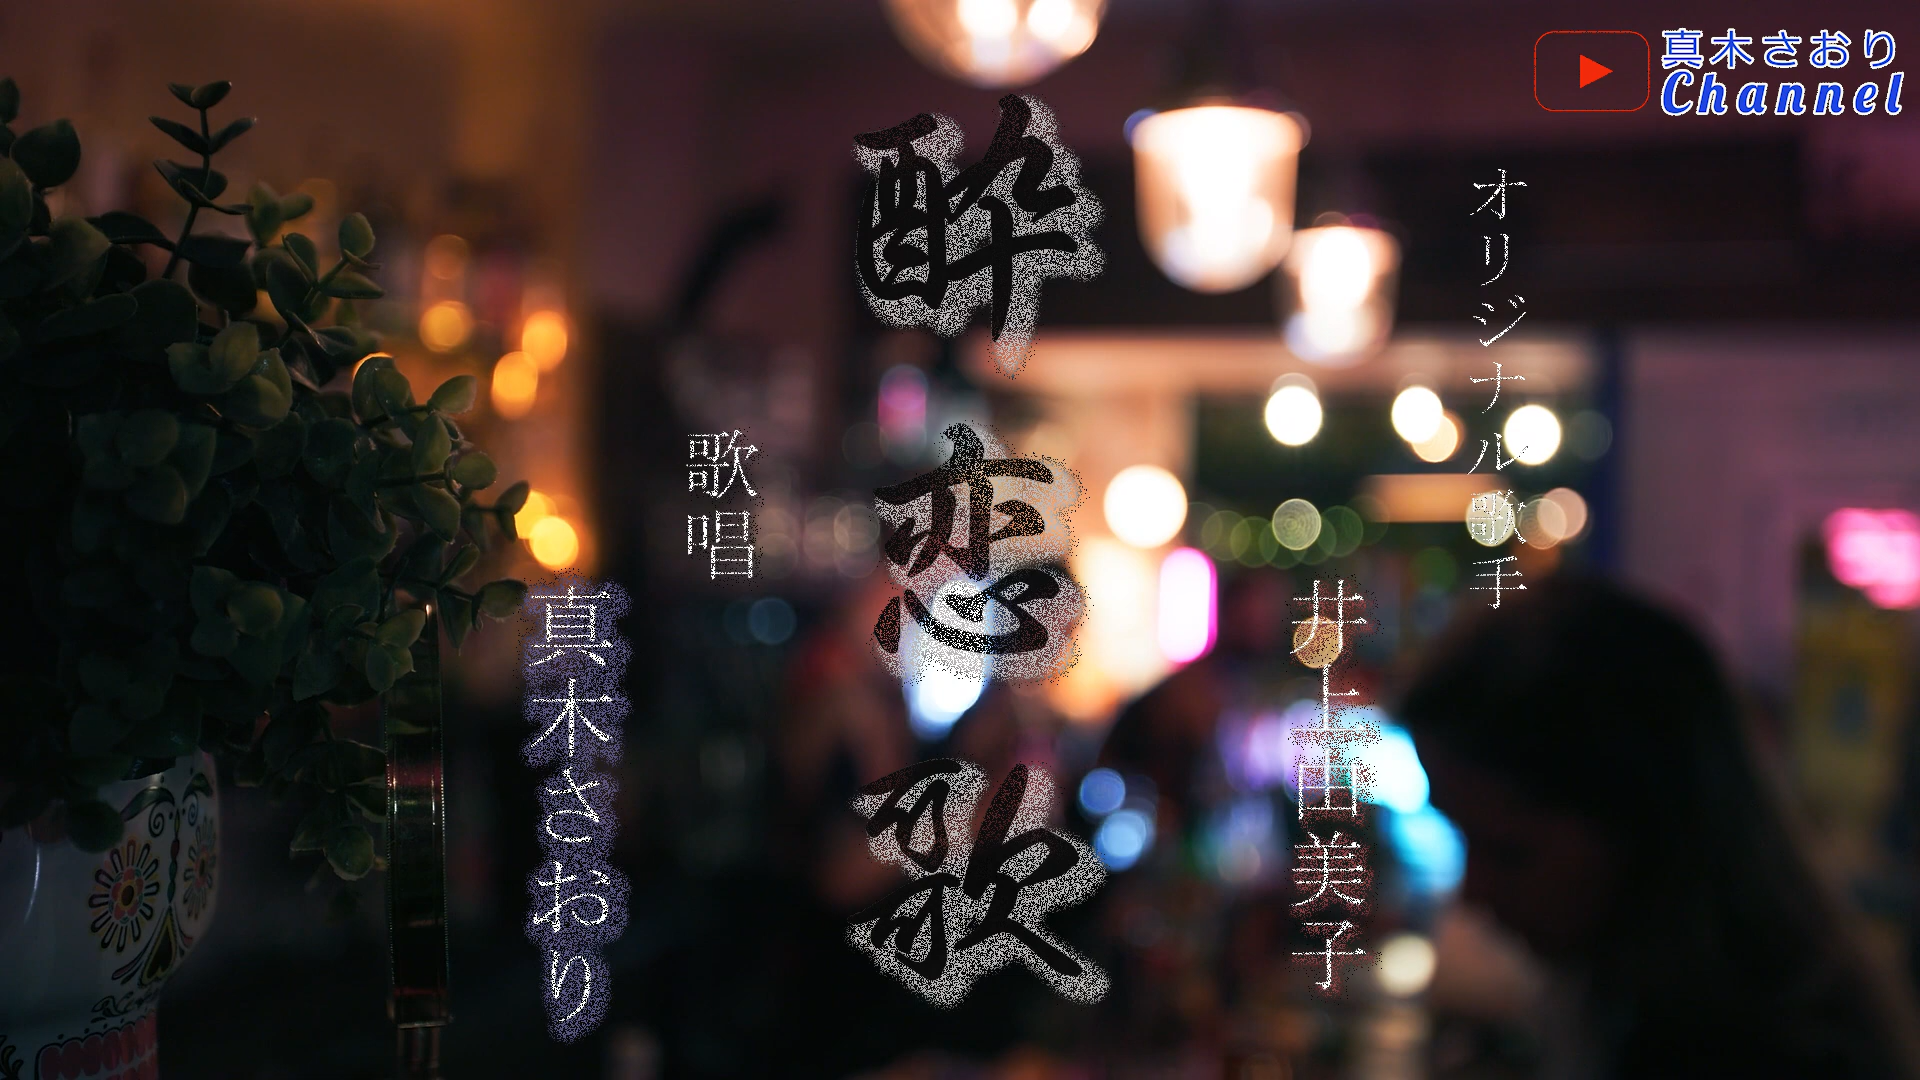 真木さおり
Channel
オリジナル歌手
井上由美子
酔恋歌
歌唱
真木さおり